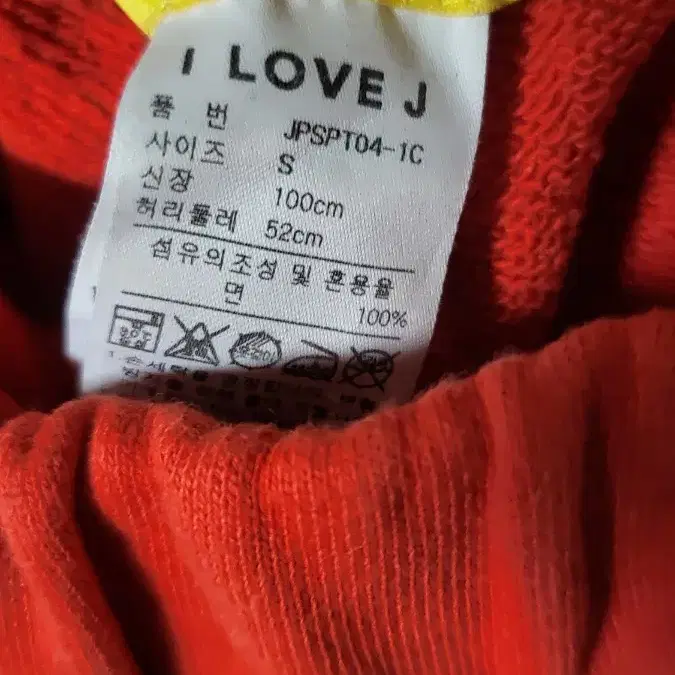 I LOVE J
품 번 JPSPT04-1C
사이즈 S
신장 100cm
허리둘레 52cm
섬유의조성 및 혼용율
면 100%